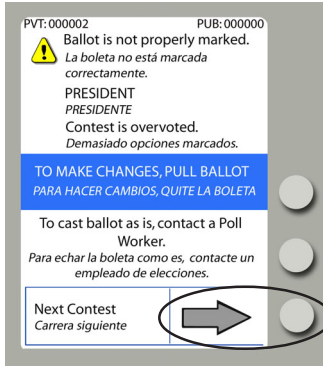 PVT: 000002 PUB: 000000
Ballot is not properly marked.
La boleta no está marcada
correctamente.
PRESIDENT
PRESIDENTE
Contest is overvoted.
Demasiado opciones marcados.
TO MAKE CHANGES, PULL BALLOT
PARA HACER CAMBIOS, QUITE LA BOLETA
To cast ballot as is, contact a Poll
Worker.
Para echar la boleta como es, contacte un
empleado de elecciones.
Next Contest
Carrera siguiente